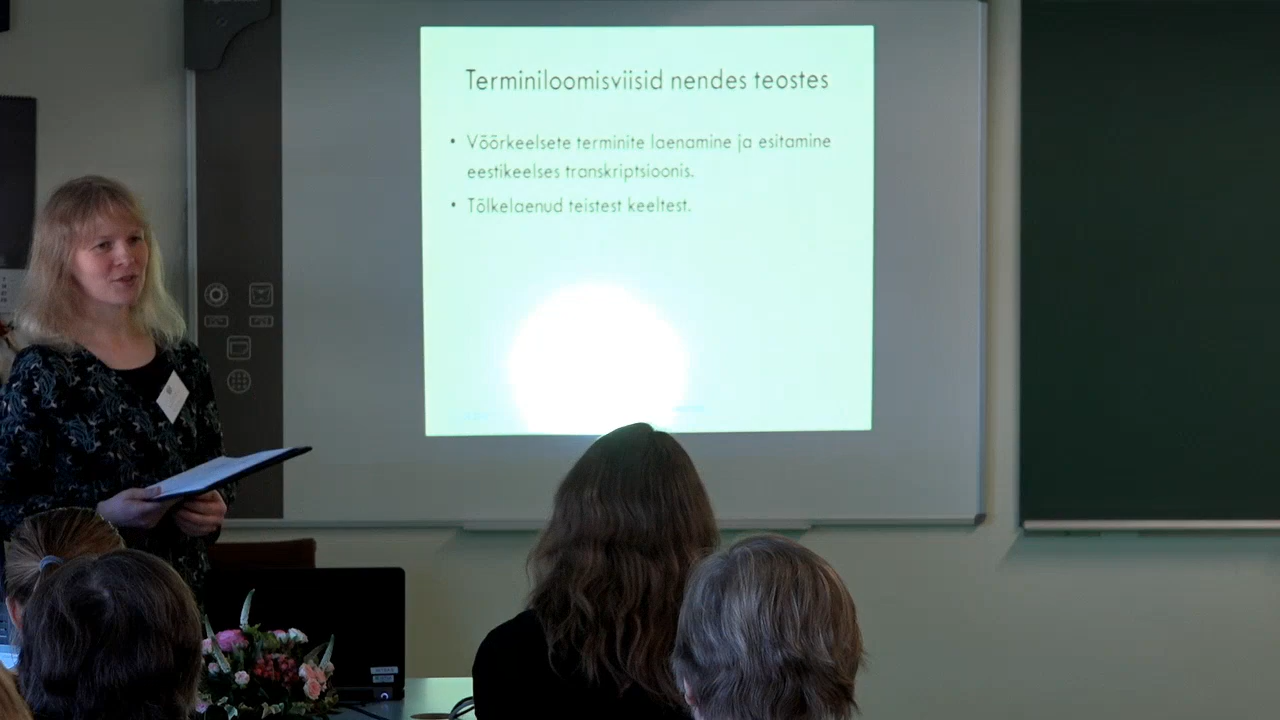 Terminiloomisviisid nendes teostes
• Võõrkeelsete terminite laenamine ja esitamine
eestikeelses transkriptsioonis.
• Tõlkelaenud teistest keeltest.